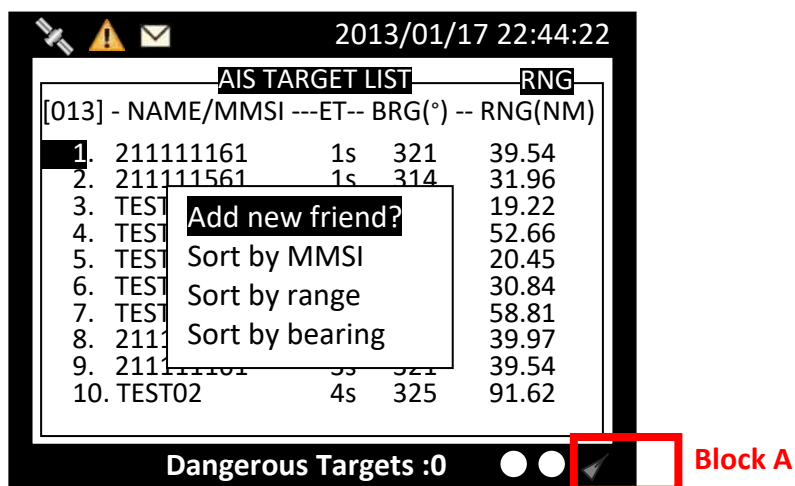 2013/01/17 22:44:22
AIS TARGET LIST RNG
[013] - NAME/MMSI ---ET-- BRG(°) -- RNG(NM)
1. 211111161 1s 321 39.54
2. 211111561 1s 314 31.96
3. TEST 19.22
4. TEST 52.66
5. TEST 20.45
6. TEST 30.84
7. TEST 58.81
8. 211 39.97
9. 39.54
10. TEST02 4s 325 91.62
Add new friend?
Sort by MMSI
Sort by range
Sort by bearing
Dangerous Targets :0
Block A